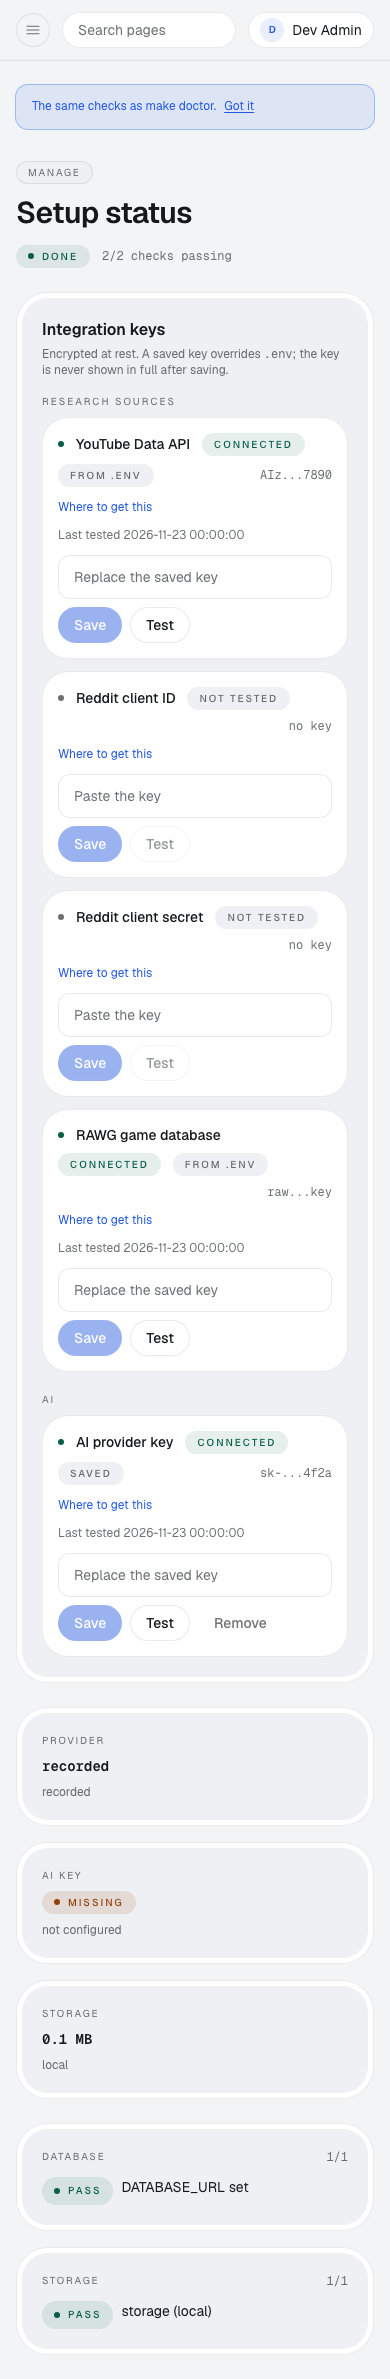 Search pages
D
Dev Admin
The same checks as make doctor. Got it
MANAGE
Setup status
DONE
2/2 checks passing
Integration keys
Encrypted at rest. A saved key overrides .env; the key
is never shown in full after saving.
RESEARCH SOURCES
YouTube Data API CONNECTED
FROM .ENV AIz...7890
Where to get this
Last tested 2026-11-23 00:00:00
Replace the saved key
Save Test
Reddit client ID NOT TESTED
no key
Where to get this
Paste the key
Save Test
Reddit client secret NOT TESTED
no key
Where to get this
Paste the key
Save Test
RAWG game database
CONNECTED FROM .ENV
raw...key
Where to get this
Last tested 2026-11-23 00:00:00
Replace the saved key
Save Test
AI
AI provider key CONNECTED
SAVED sk-...4f2a
Where to get this
Last tested 2026-11-23 00:00:00
Replace the saved key
Save Test Remove
PROVIDER
recorded
recorded
AI KEY
MISSING
not configured
STORAGE
0.1 MB
local
DATABASE 1/1
PASS DATABASE_URL set
STORAGE 1/1
PASS storage (local)